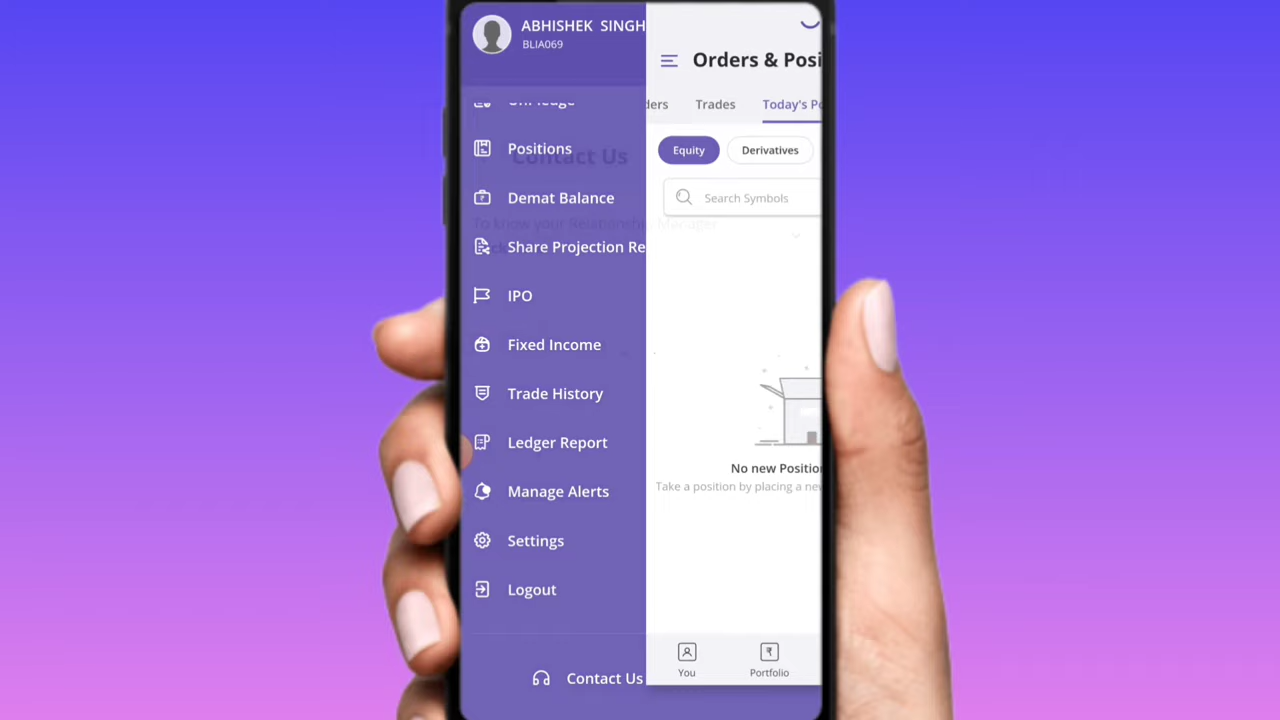 ABHISHEK SINGH
BLIA069
Positions
Contact Us
Demat Balance
To know your Relationship Manager
Share Projection Re
IPO
Fixed Income
Trade History
Ledger Report
Manage Alerts
Settings
Logout
Contact Us
Orders & Posi
ders
Trades
Today's Po
Equity
Derivatives
Search Symbols
No new Position
Take a position by placing a new
You
Portfolio